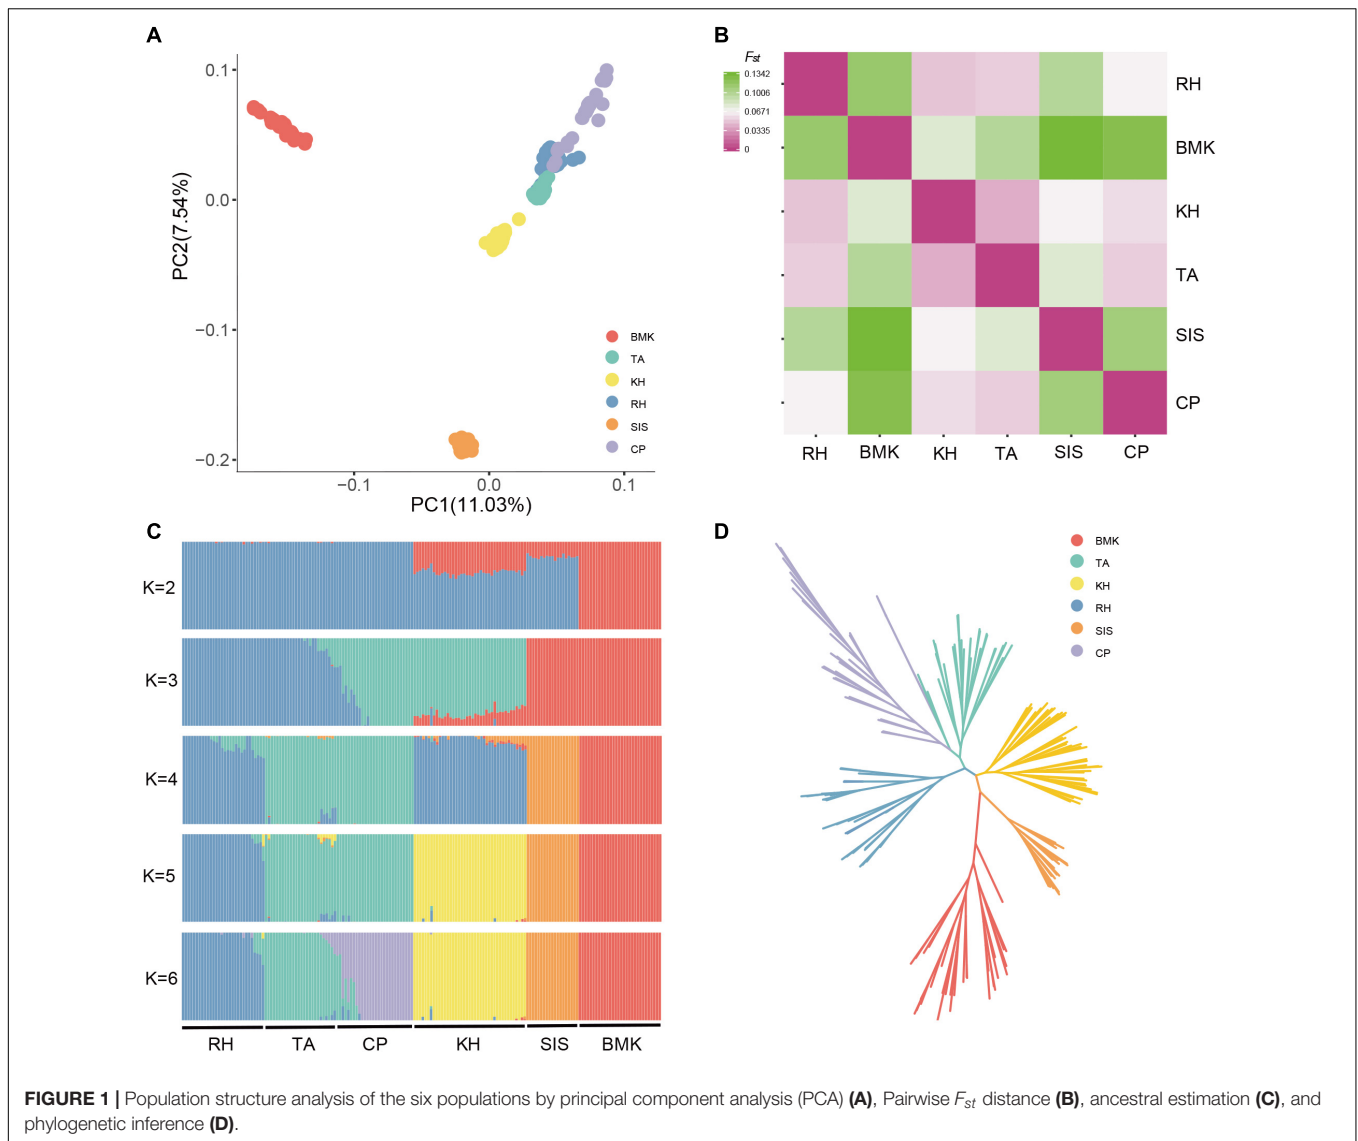 A
0.1
0.0
−0.1
−0.2
PC2(7.54%)
−0.1 0.0 0.1
PC1(11.03%)
BMK
TA
KH
RH
SIS
CP
B
Fst
0.1342
0.1006
0.0671
0.0335
0
RH
BMK
KH
TA
SIS
CP
RH BMK KH TA SIS CP
C
K=2
K=3
K=4
K=5
K=6
RH TA CP KH SIS BMK
D
BMK
TA
KH
RH
SIS
CP
FIGURE 1 | Population structure analysis of the six populations by principal component analysis (PCA) (A), Pairwise Fst distance (B), ancestral estimation (C), and
phylogenetic inference (D).